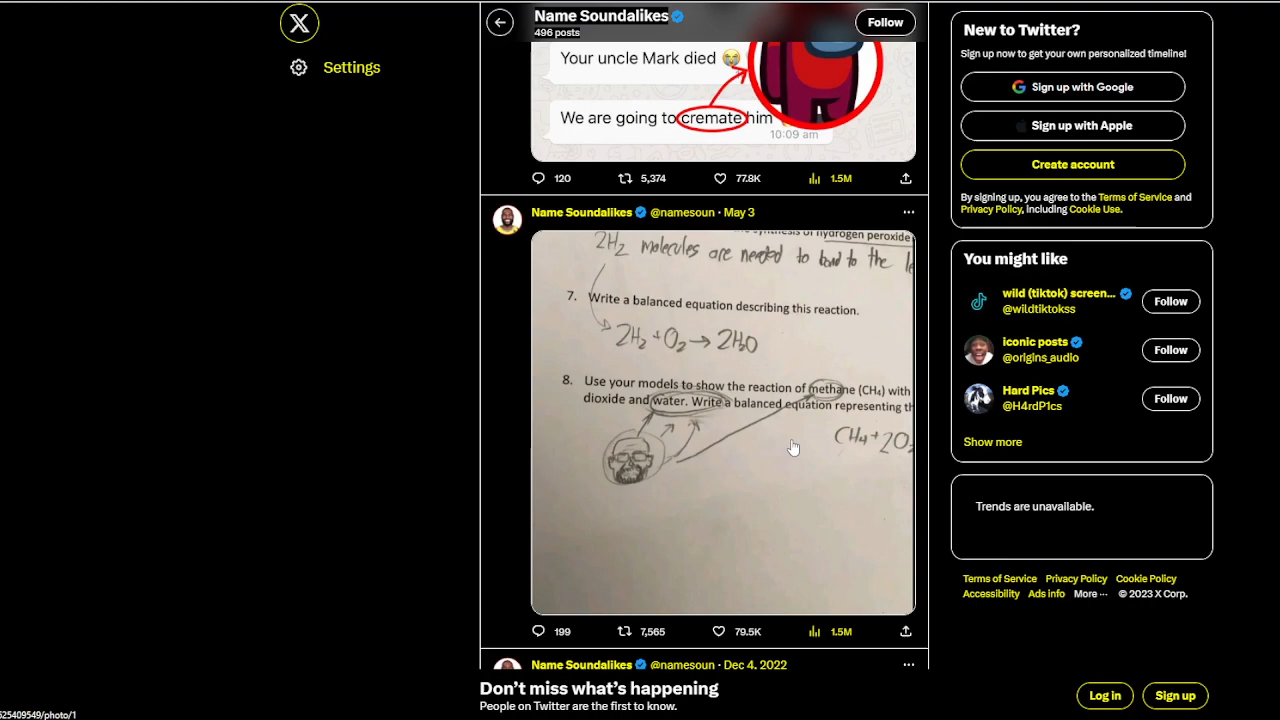 X
Settings
Name Soundalikes
496 posts
Follow
Your uncle Mark died 😭
We are going to cremate him
10:09 am
120 5,374 77.8K 1.5M
Name Soundalikes @namesoun · May 3
hydrogen peroxide
2H₂ molecules are needed to bond to the
7. Write a balanced equation describing this reaction.
2H₂ + O₂ → 2H₂O
8. Use your models to show the reaction of methane (CH₄) with
dioxide and water. Write a balanced equation representing
CH₄ + 2O₂
199 7,565 79.5K 1.5M
Name Soundalikes @namesoun · Dec 4, 2022
Don't miss what's happening
People on Twitter are the first to know.
Log in
Sign up
New to Twitter?
Sign up now to get your own personalized timeline!
Sign up with Google
Sign up with Apple
Create account
By signing up, you agree to the Terms of Service and
Privacy Policy, including Cookie Use.
You might like
wild (tiktok) screen...
@wildtiktokss
Follow
iconic posts
@origins_audio
Follow
Hard Pics
@H4rdP1cs
Follow
Show more
Trends are unavailable.
Terms of Service Privacy Policy Cookie Policy
Accessibility Ads info More ··· © 2023 X Corp.
525409549/photo/1